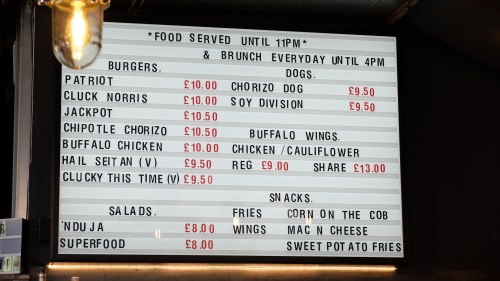 *FOOD SERVED UNTIL 11PM*
& BRUNCH EVERYDAY UNTIL 4PM
BURGERS.
PATRIOT £10.00
CLUCK NORRIS £10.00
JACKPOT £10.50
CHIPOTLE CHORIZO £10.50
BUFFALO CHICKEN £10.00
HAIL SEITAN (V) £9.50
CLUCKY THIS TIME (V) £9.50
DOGS.
CHORIZO DOG £9.50
SOY DIVISION £9.50
BUFFALO WINGS.
CHICKEN / CAULIFLOWER
REG £9.00 SHARE £13.00
SALADS.
'NDUJA £8.00
SUPERFOOD £8.00
SNACKS.
FRIES CORN ON THE COB
WINGS MAC N CHEESE
SWEET POTATO FRIES